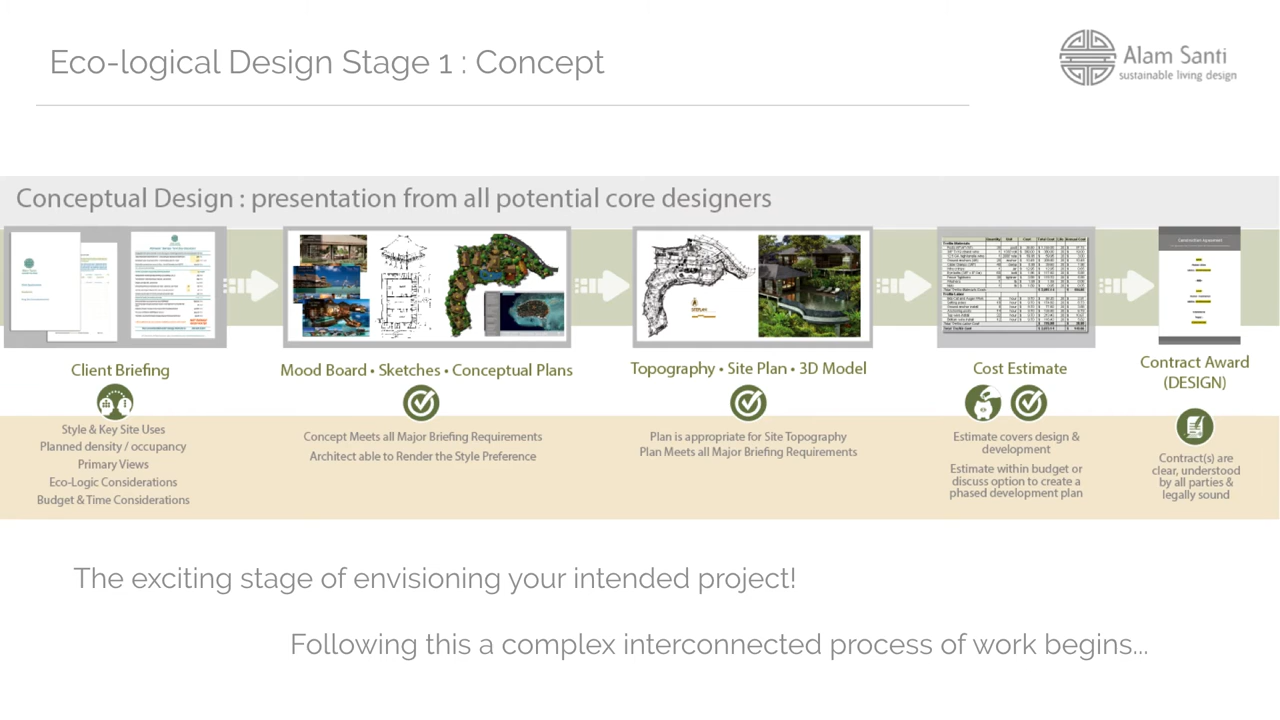 Eco-logical Design Stage 1 : Concept
Alam Santi
sustainable living design
Conceptual Design : presentation from all potential core designers
Client Briefing
Mood Board • Sketches • Conceptual Plans
Topography • Site Plan • 3D Model
Cost Estimate
Contract Award
(DESIGN)
Style & Key Site Uses
Planned density / occupancy
Primary Views
Eco-Logic Considerations
Budget & Time Considerations
Concept Meets all Major Briefing Requirements
Architect able to Render the Style Preference
Plan is appropriate for Site Topography
Plan Meets all Major Briefing Requirements
Estimate covers design &
development
Estimate within budget or
discuss option to create a
phased development plan
Contract(s) are
clear, understood
by all parties &
legally sound
The exciting stage of envisioning your intended project!
Following this a complex interconnected process of work begins...